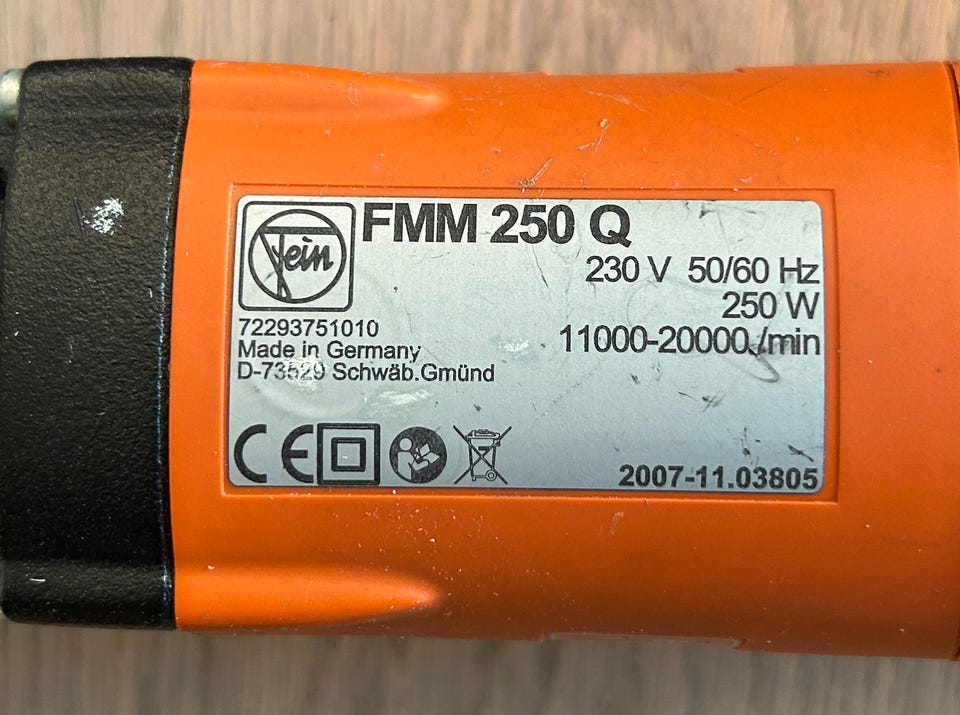 Fein
FMM 250 Q
230 V 50/60 Hz
250 W
11000-20000./min
72293751010
Made in Germany
D-73529 Schwäb.Gmünd
CE
2007-11.03805